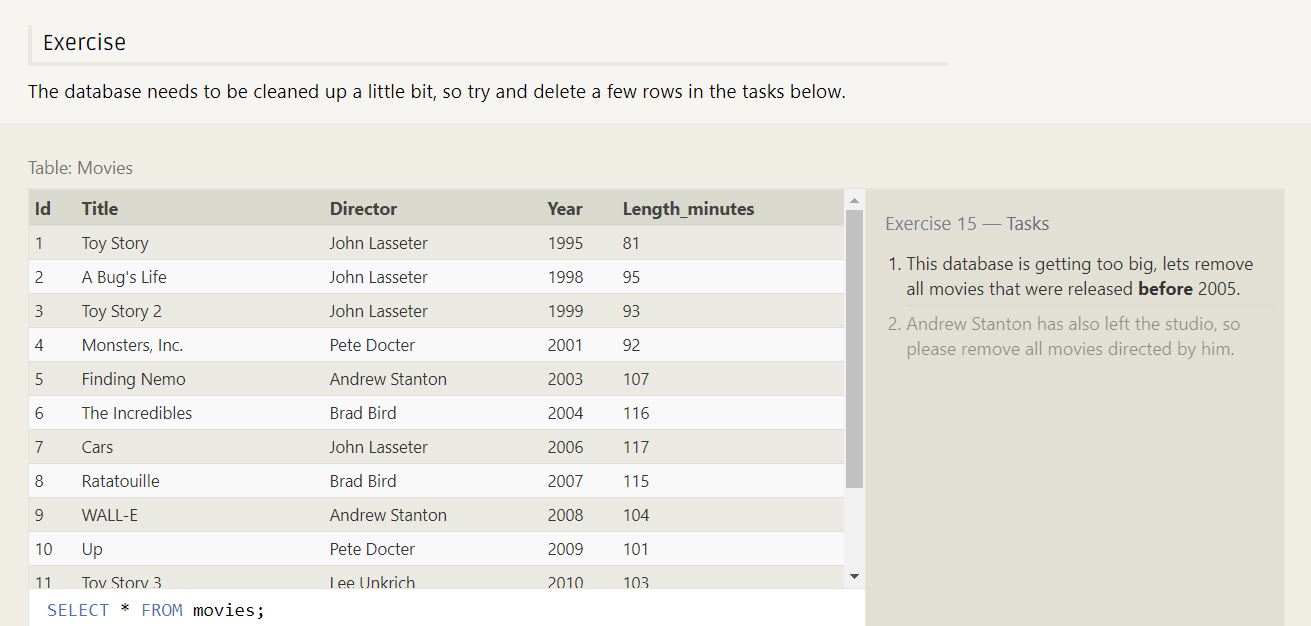 Exercise
The database needs to be cleaned up a little bit, so try and delete a few rows in the tasks below.
Table: Movies
Id Title Director Year Length_minutes
1 Toy Story John Lasseter 1995 81
2 A Bug's Life John Lasseter 1998 95
3 Toy Story 2 John Lasseter 1999 93
4 Monsters, Inc. Pete Docter 2001 92
5 Finding Nemo Andrew Stanton 2003 107
6 The Incredibles Brad Bird 2004 116
7 Cars John Lasseter 2006 117
8 Ratatouille Brad Bird 2007 115
9 WALL-E Andrew Stanton 2008 104
10 Up Pete Docter 2009 101
11 Toy Story 3 Lee Unkrich 2010 103
SELECT * FROM movies;
Exercise 15 — Tasks
1. This database is getting too big, lets remove
all movies that were released before 2005.
2. Andrew Stanton has also left the studio, so
please remove all movies directed by him.